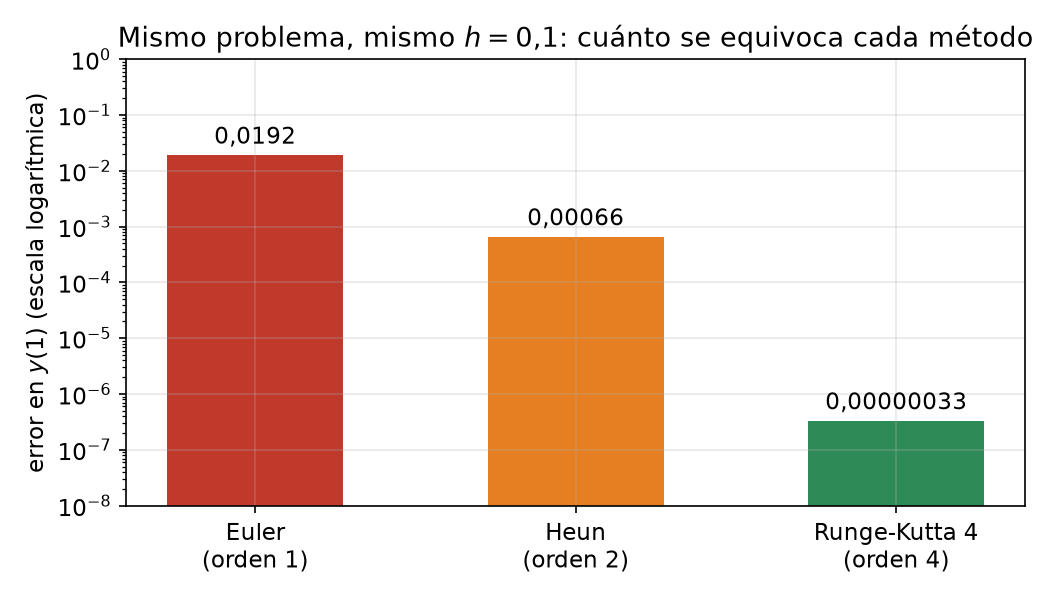 Mismo problema, mismo h = 0,1: cuánto se equivoca cada método
error en y(1) (escala logarítmica)
10⁰
10⁻¹
10⁻²
10⁻³
10⁻⁴
10⁻⁵
10⁻⁶
10⁻⁷
10⁻⁸
0,0192
0,00066
0,00000033
Euler
(orden 1)
Heun
(orden 2)
Runge-Kutta 4
(orden 4)